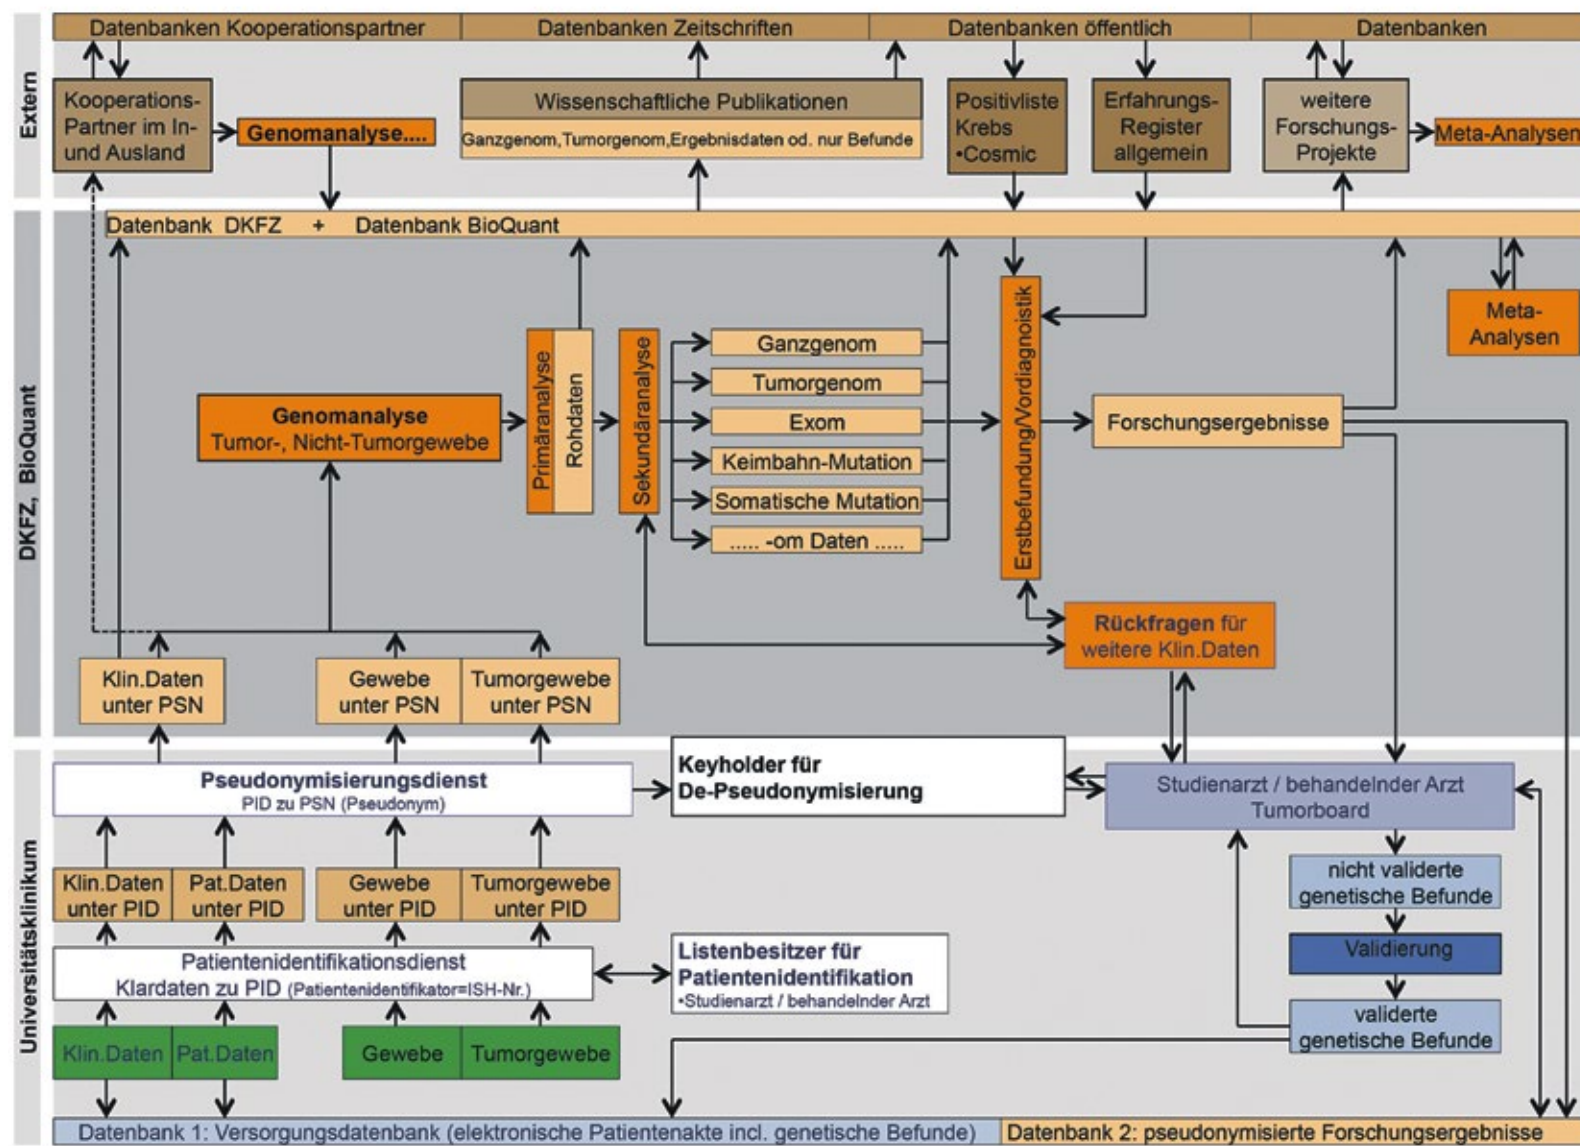 Datenbanken Kooperationspartner
Datenbanken Zeitschriften
Datenbanken öffentlich
Datenbanken
Extern
Kooperations-
Partner im In-
und Ausland
Genomanalyse....
Wissenschaftliche Publikationen
Ganzgenom,Tumorgenom,Ergebnisdaten od. nur Befunde
Positivliste
Krebs
•Cosmic
Erfahrungs-
Register
allgemein
weitere
Forschungs-
Projekte
Meta-Analysen
DKFZ, BioQuant
Datenbank DKFZ + Datenbank BioQuant
Genomanalyse
Tumor-, Nicht-Tumorgewebe
Primäranalyse
Rohdaten
Sekundäranalyse
Ganzgenom
Tumorgenom
Exom
Keimbahn-Mutation
Somatische Mutation
..... -om Daten .....
Erstbefundung/Vordiagnoistik
Forschungsergebnisse
Meta-
Analysen
Rückfragen für
weitere Klin.Daten
Klin.Daten
unter PSN
Gewebe
unter PSN
Tumorgewebe
unter PSN
Universitätsklinikum
Pseudonymisierungsdienst
PID zu PSN (Pseudonym)
Keyholder für
De-Pseudonymisierung
Studienarzt / behandelnder Arzt
Tumorboard
Klin.Daten
unter PID
Pat.Daten
unter PID
Gewebe
unter PID
Tumorgewebe
unter PID
nicht validerte
genetische Befunde
Validierung
validerte
genetische Befunde
Patientenidentifikationsdienst
Klardaten zu PID (Patientenidentifikator=ISH-Nr.)
Listenbesitzer für
Patientenidentifikation
•Studienarzt / behandelnder Arzt
Klin.Daten
Pat.Daten
Gewebe
Tumorgewebe
Datenbank 1: Versorgungsdatenbank (elektronische Patientenakte incl. genetische Befunde)
Datenbank 2: pseudonymisierte Forschungsergebnisse